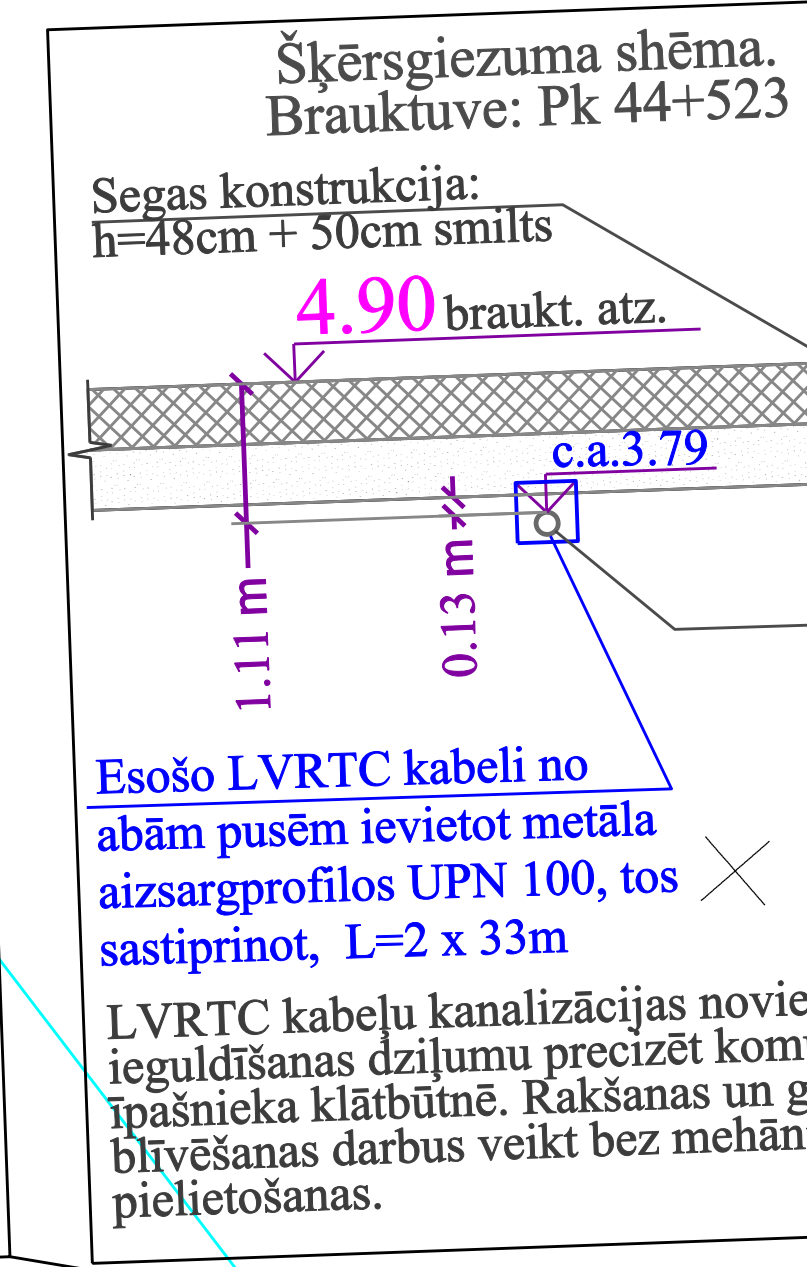 Šķērsgiezuma shēma.
Brauktuve: Pk 44+523
Segas konstrukcija:
h=48cm + 50cm smilts
4.90 braukt. atz.
c.a.3.79
1.11 m
0.13 m
Esošo LVRTC kabeli no
abām pusēm ievietot metāla
aizsargprofilos UPN 100, tos
sastiprinot, L=2 x 33m
LVRTC kabeļu kanalizācijas
ieguldīšanas dziļumu precizēt
īpašnieka klātbūtnē. Rakšanas un
blīvēšanas darbus veikt bez
pielietošanas.